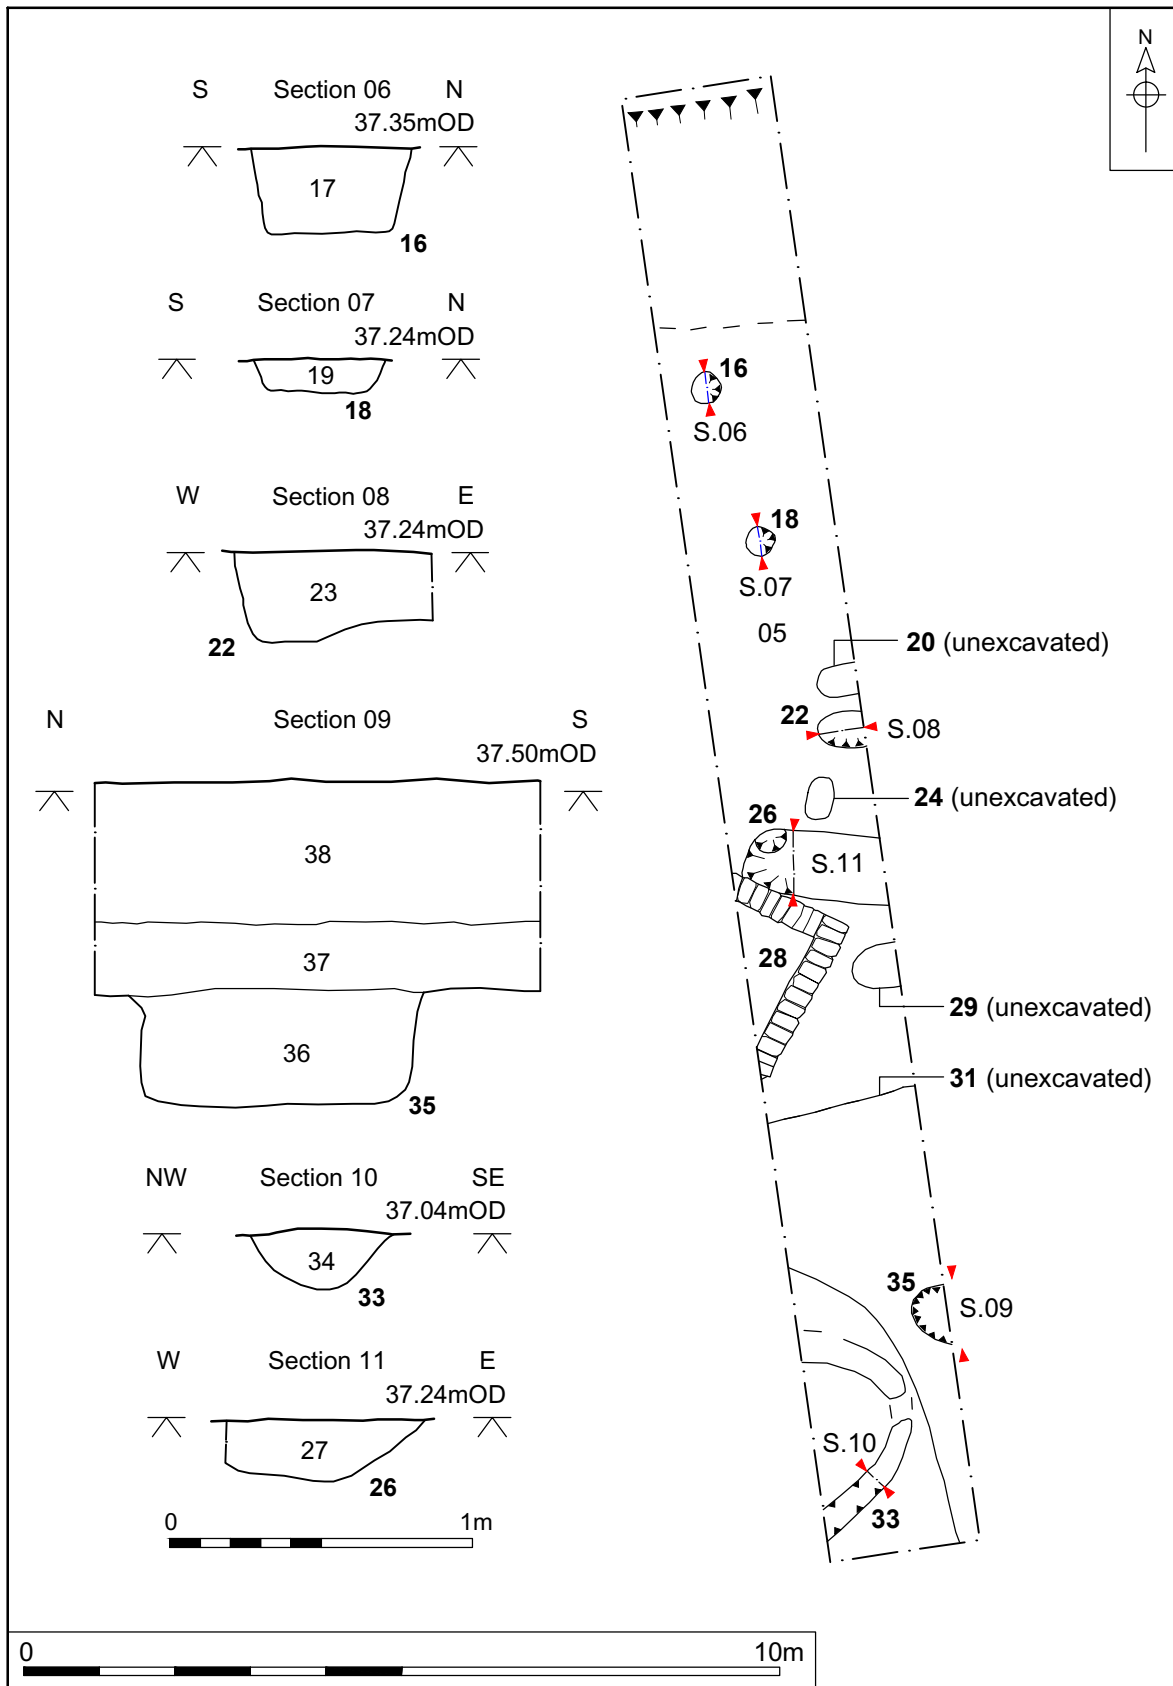 S Section 06 N
37.35mOD
17
16
S Section 07 N
37.24mOD
19
18
W Section 08 E
37.24mOD
23
22
N Section 09 S
37.50mOD
38
37
36
35
NW Section 10 SE
37.04mOD
34
33
W Section 11 E
37.24mOD
27
26
0 1m
N
16
S.06
18
S.07
05
20 (unexcavated)
22 S.08
24 (unexcavated)
26
S.11
28
29 (unexcavated)
31 (unexcavated)
35
S.09
S.10
33
0 10m